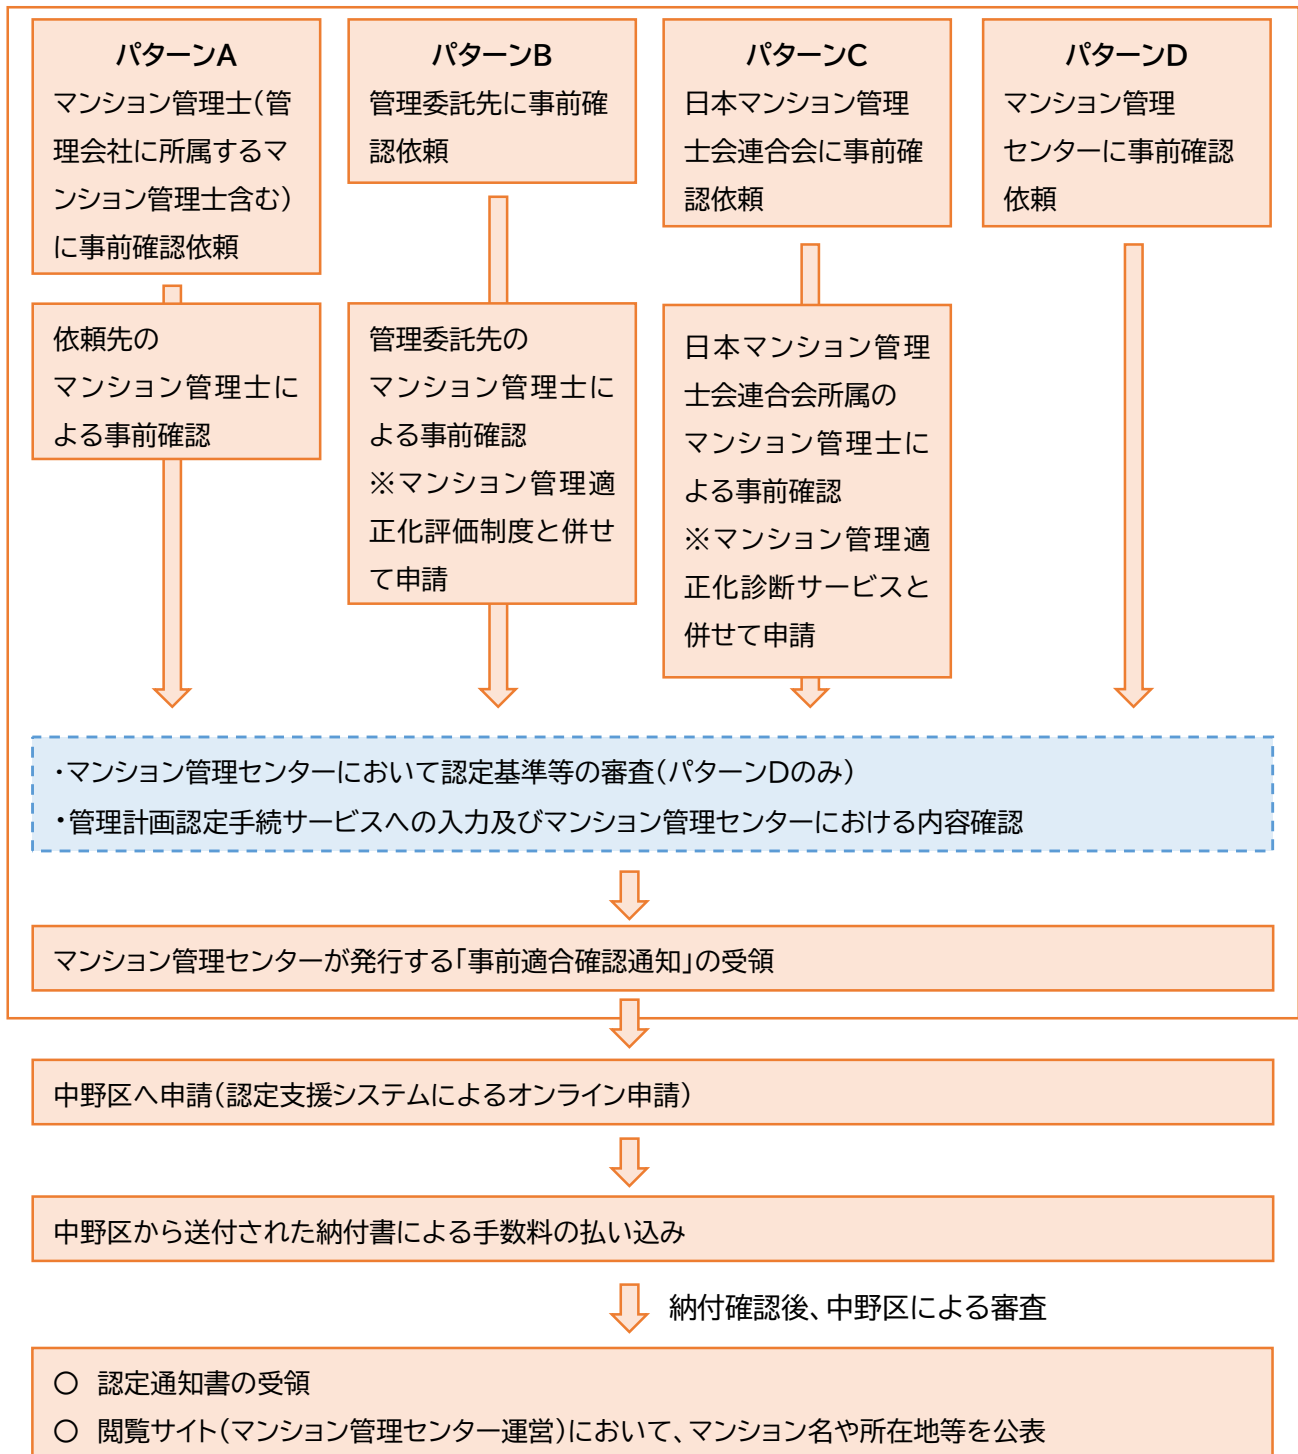 パターンA
マンション管理士（管
理会社に所属するマ
ンション管理士含む）
に事前確認依頼
パターンB
管理委託先に事前確
認依頼
パターンC
日本マンション管理
士会連合会に事前確
認依頼
パターンD
マンション管理
センターに事前確認
依頼
依頼先の
マンション管理士に
よる事前確認
管理委託先の
マンション管理士に
よる事前確認
※マンション管理適
正化評価制度と併せ
て申請
日本マンション管理
士会連合会所属の
マンション管理士に
よる事前確認
※マンション管理適
正化診断サービスと
併せて申請
・マンション管理センターにおいて認定基準等の審査（パターンDのみ）
・管理計画認定手続サービスへの入力及びマンション管理センターにおける内容確認
マンション管理センターが発行する「事前適合確認通知」の受領
中野区へ申請（認定支援システムによるオンライン申請）
中野区から送付された納付書による手数料の払い込み
納付確認後、中野区による審査
○ 認定通知書の受領
○ 閲覧サイト（マンション管理センター運営）において、マンション名や所在地等を公表